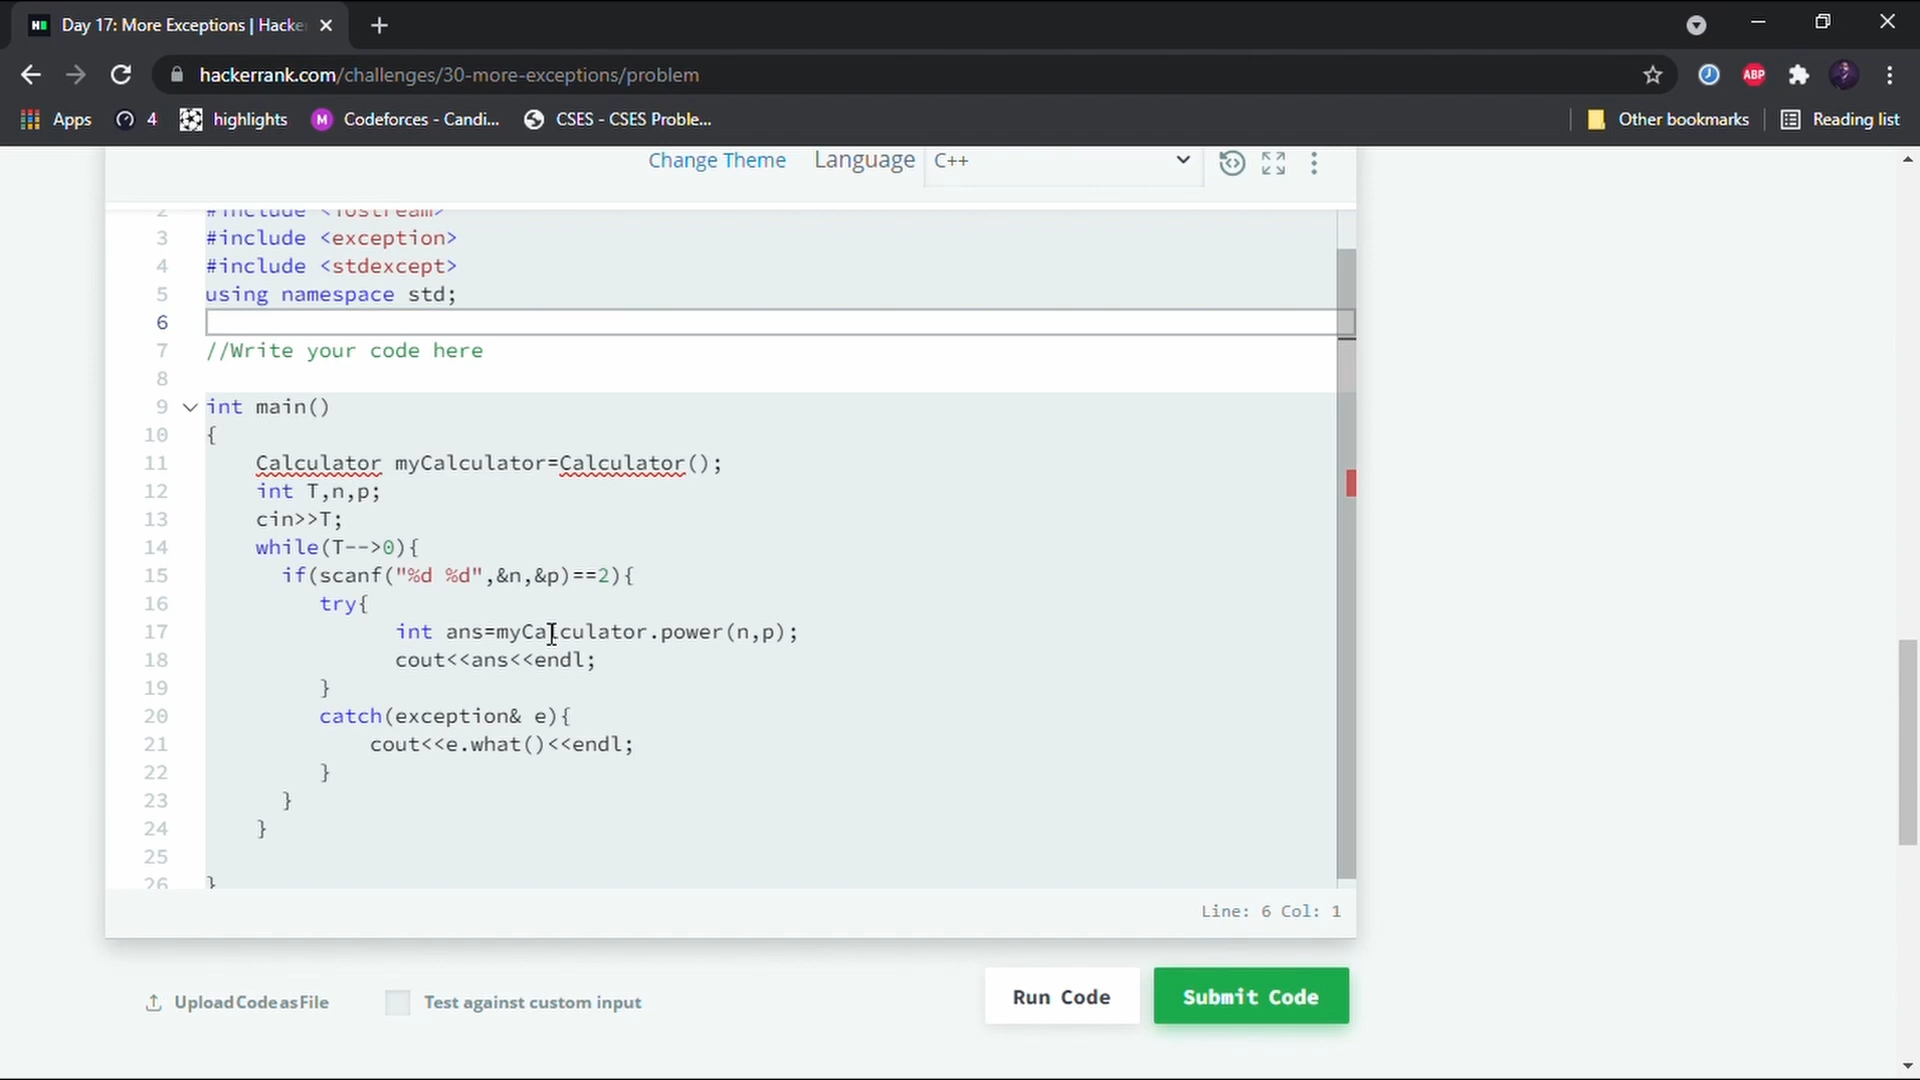 Day 17: More Exceptions | Hacke
hackerrank.com/challenges/30-more-exceptions/problem
ABP
Apps
4
highlights
M
Codeforces - Candi...
CSES - CSES Proble...
Other bookmarks
Reading list
Change Theme
Language
C++
2 #include <iostream>
3 #include <exception>
4 #include <stdexcept>
5 using namespace std;
6
7 //Write your code here
8
9 int main()
10 {
11 Calculator myCalculator=Calculator();
12 int T,n,p;
13 cin>>T;
14 while(T-->0){
15 if(scanf("%d %d",&n,&p)==2){
16 try{
17 int ans=myCalculator.power(n,p);
18 cout<<ans<<endl;
19 }
20 catch(exception& e){
21 cout<<e.what()<<endl;
22 }
23 }
24 }
25
26 }
Line: 6 Col: 1
Upload Code as File
Test against custom input
Run Code
Submit Code